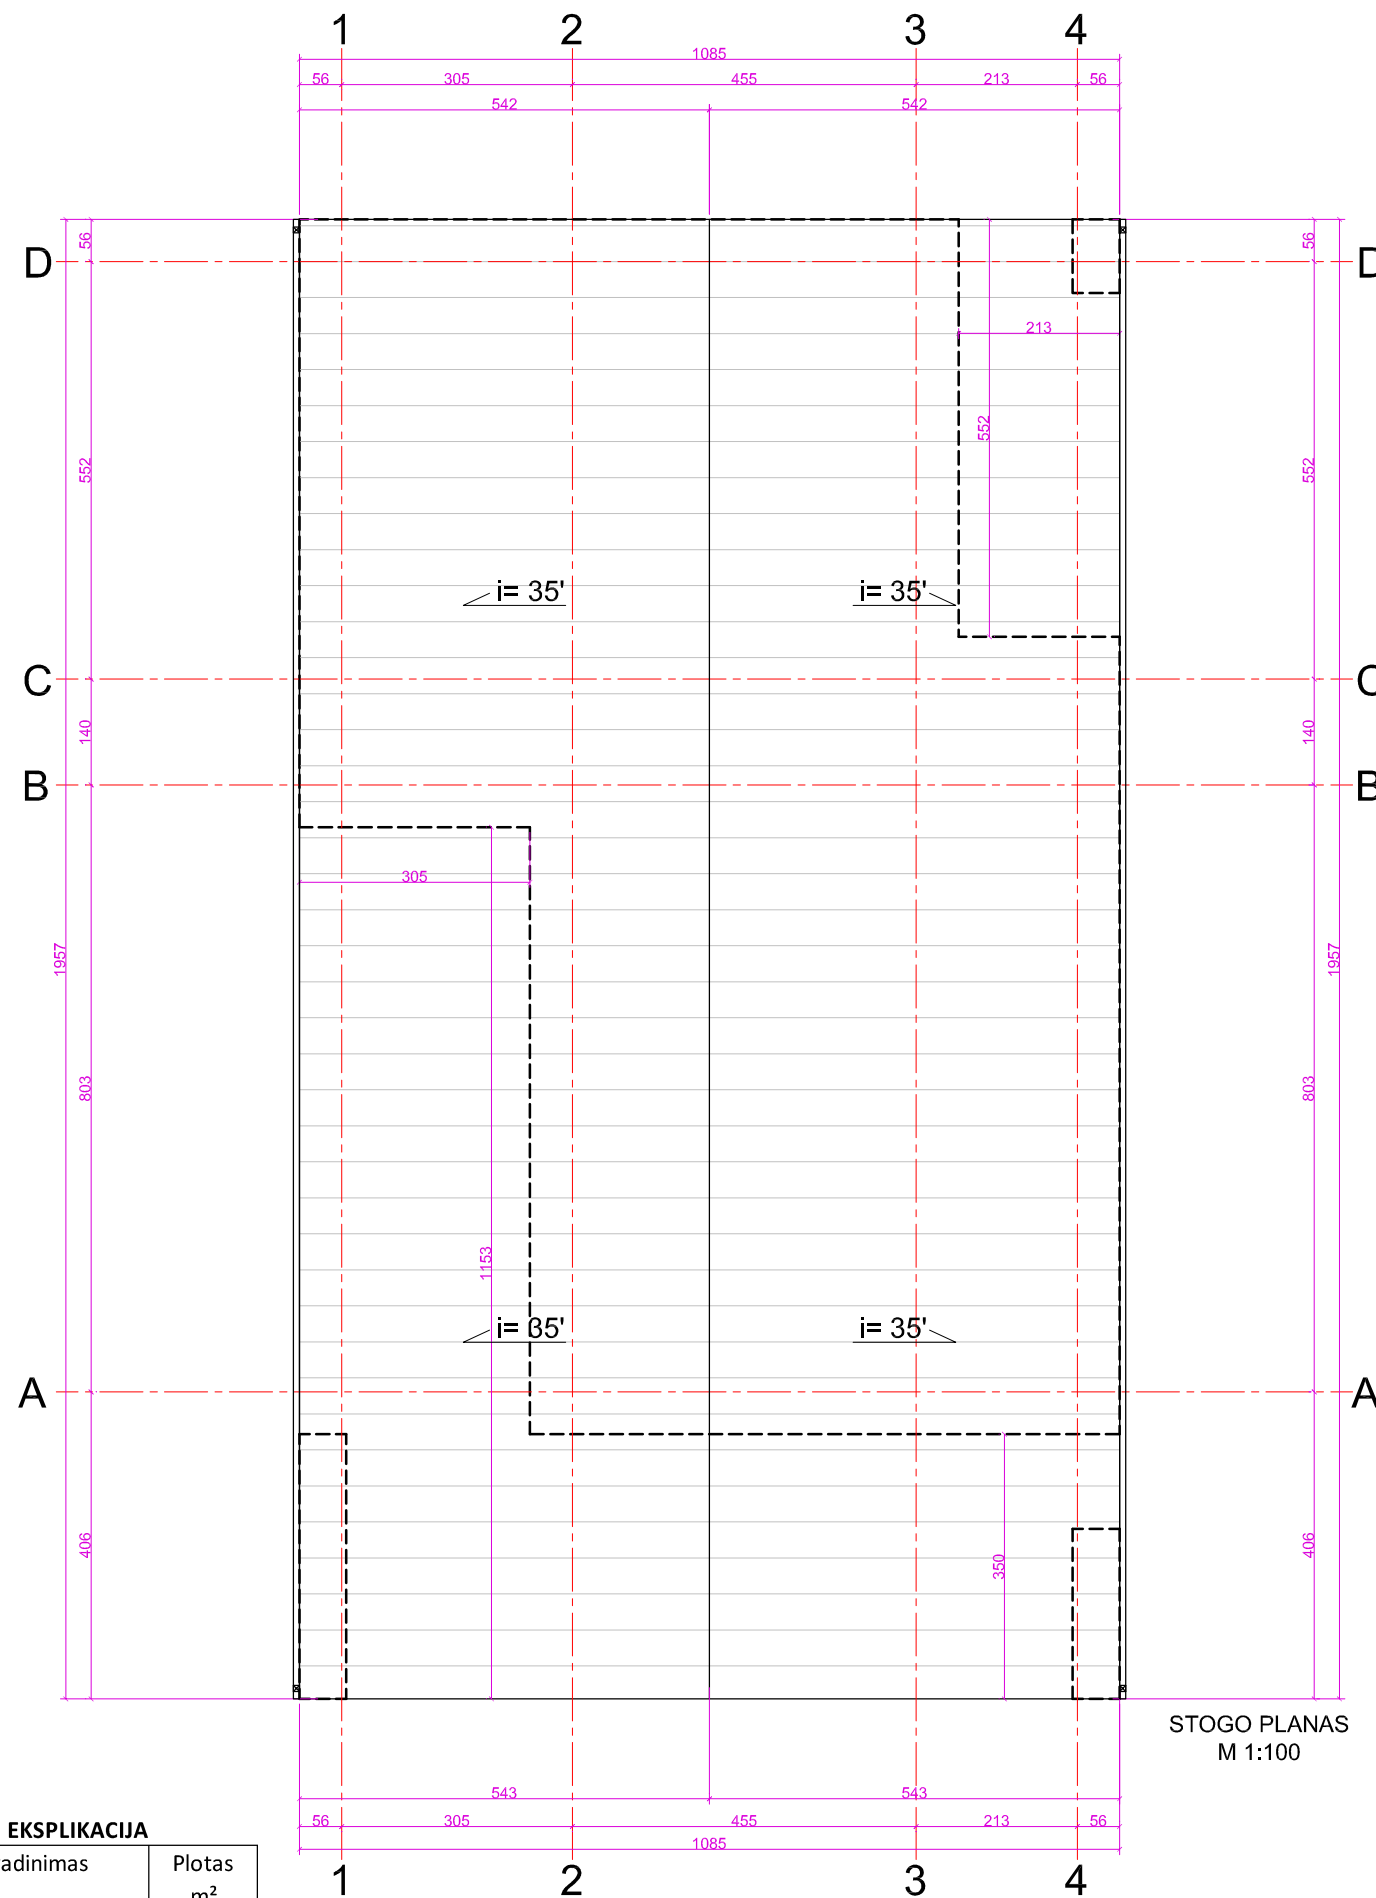 1 2 3 4
1085
56 305 455 213 56
542 542
D 56 56 D
213
552
552 552
i= 35' i= 35'
C C
140 140
B B
305
1957 1957
803 803
1153
i= 35' i= 35'
A A
406 350 406
STOGO PLANAS
M 1:100
543 543
56 305 455 213 56
1085
EKSPLIKACIJA
adinimas Plotas
m²
1 2 3 4